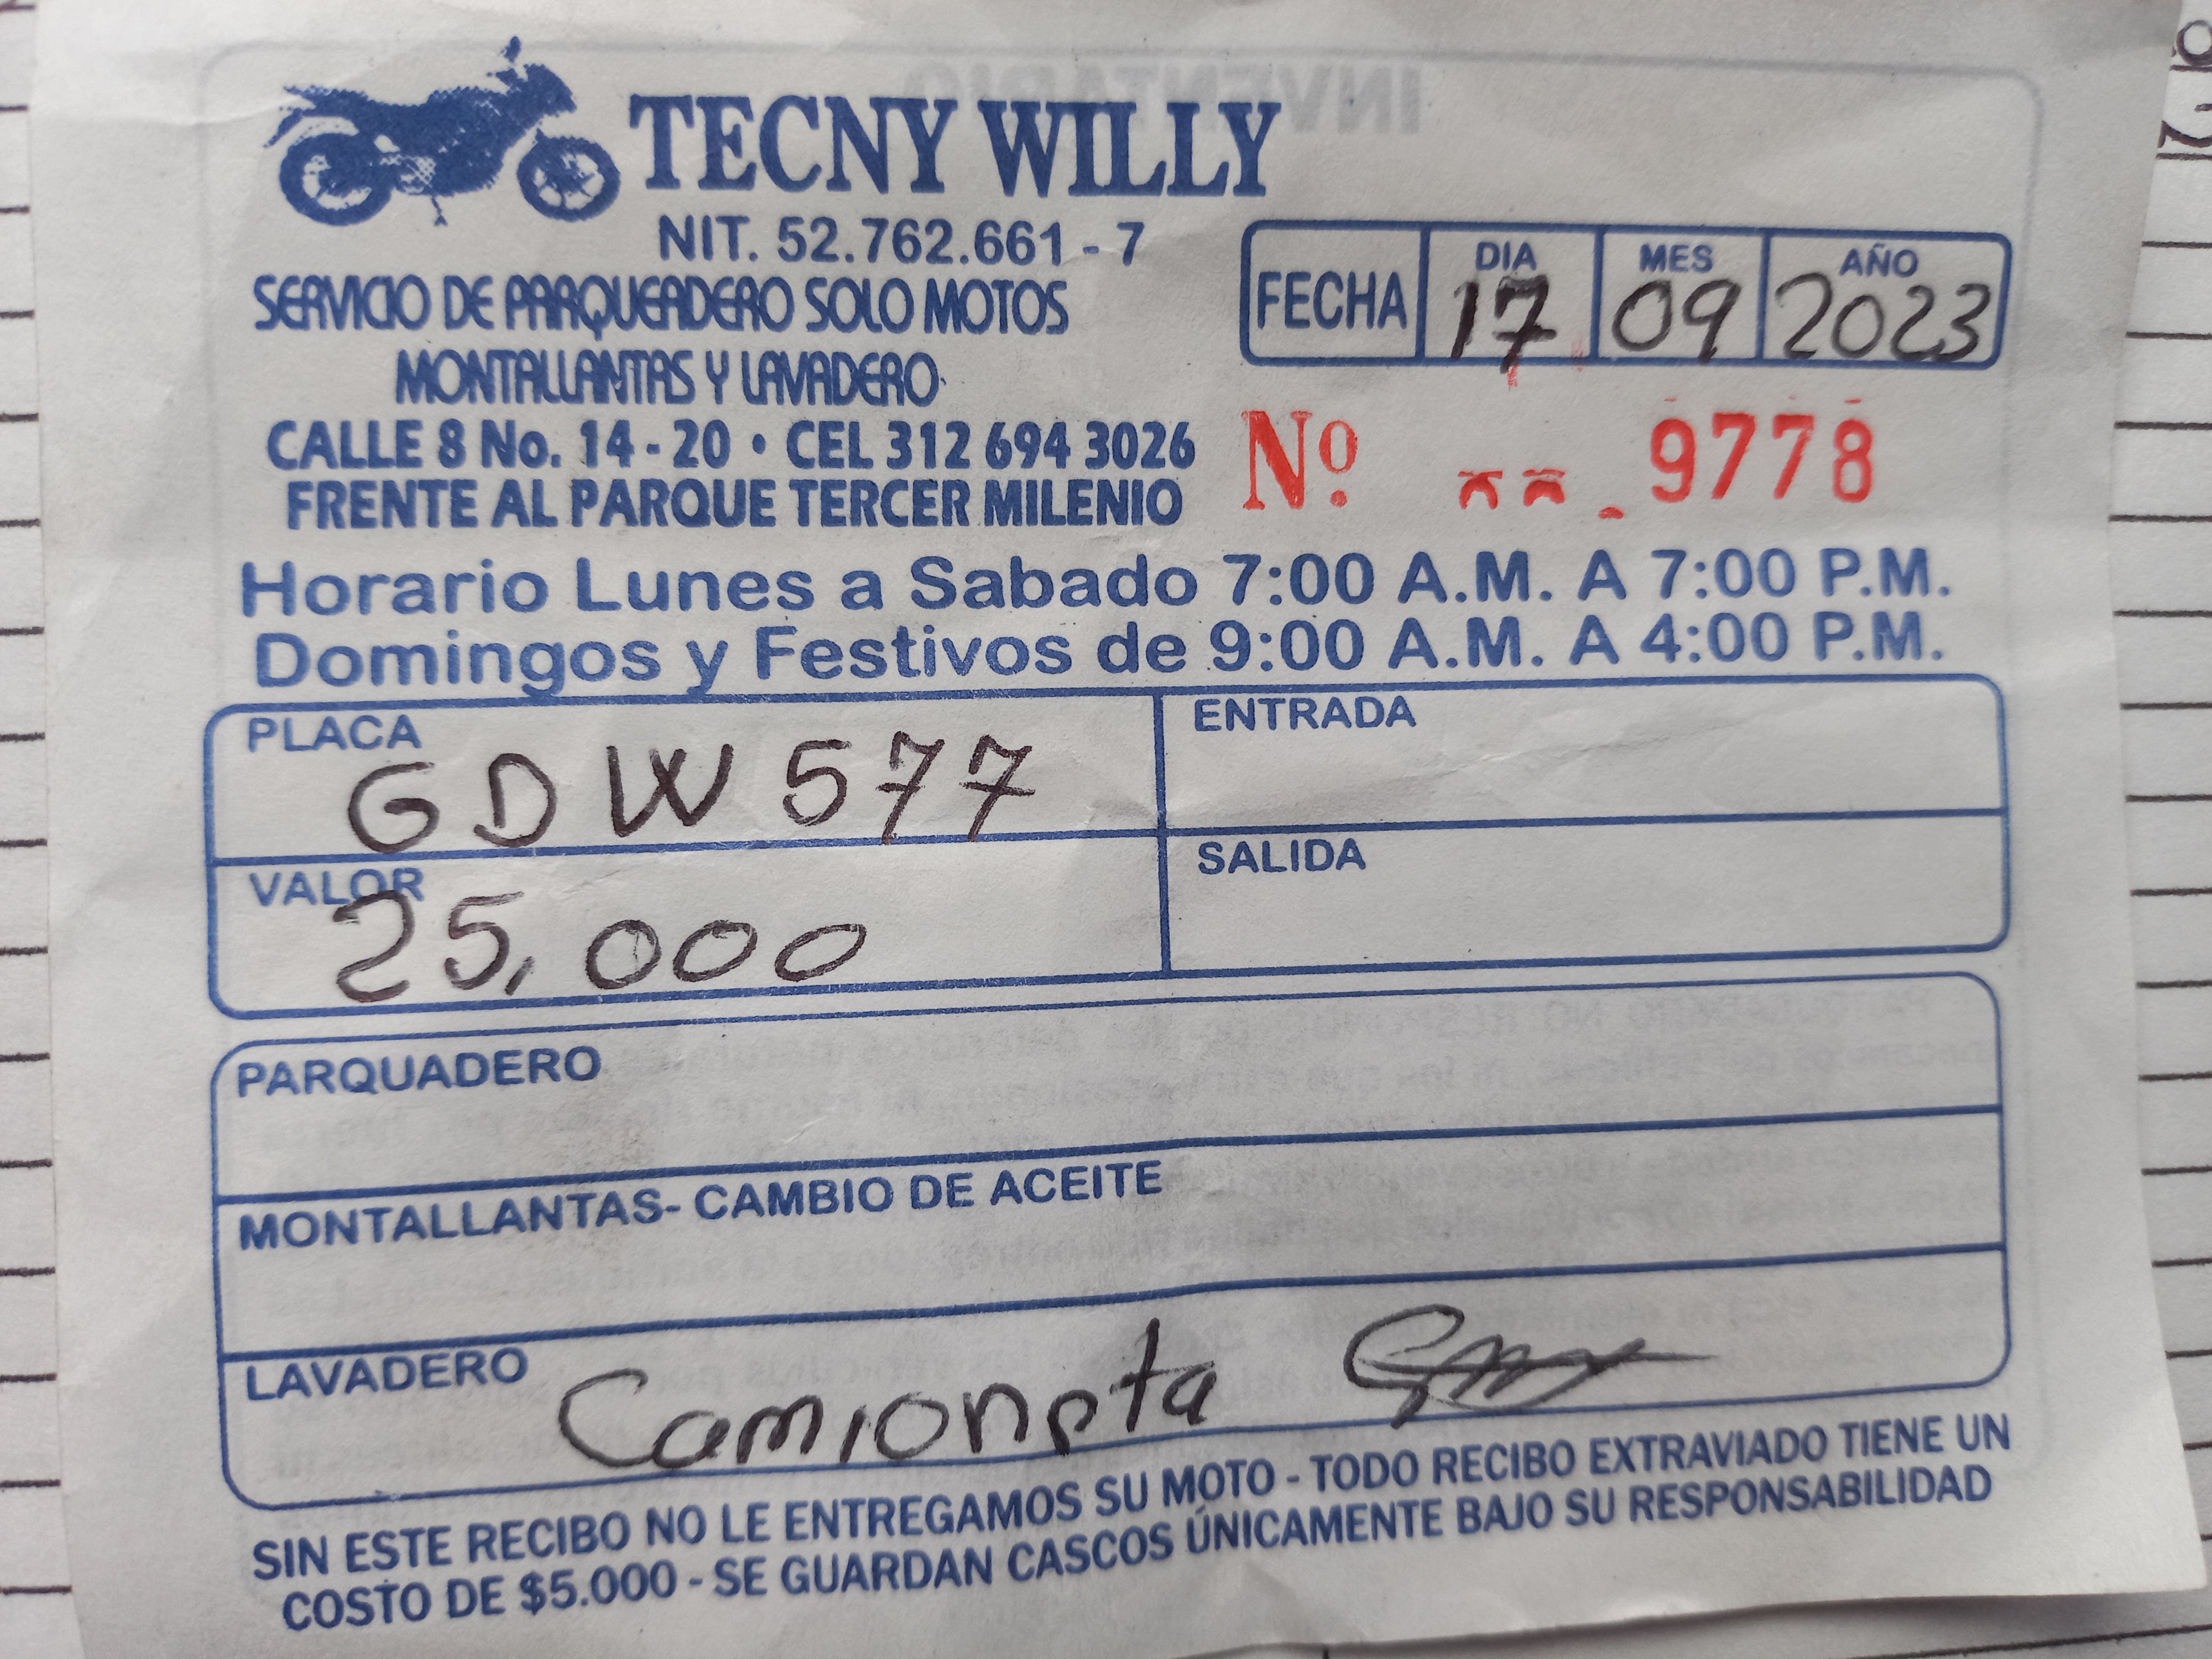 TECNY WILLY
NIT. 52.762.661 - 7
SERVICIO DE PARQUEADERO SOLO MOTOS
MONTALLANTAS Y LAVADERO
CALLE 8 No. 14 - 20 • CEL 312 694 3026
FRENTE AL PARQUE TERCER MILENIO
FECHA DIA 17 MES 09 AÑO 2023
Nº 9778
Horario Lunes a Sabado 7:00 A.M. A 7:00 P.M.
Domingos y Festivos de 9:00 A.M. A 4:00 P.M.
PLACA
GDW 577
ENTRADA
VALOR
25,000
SALIDA
PARQUADERO
MONTALLANTAS- CAMBIO DE ACEITE
LAVADERO Camioneta
SIN ESTE RECIBO NO LE ENTREGAMOS SU MOTO - TODO RECIBO EXTRAVIADO TIENE UN
COSTO DE $5.000 - SE GUARDAN CASCOS ÚNICAMENTE BAJO SU RESPONSABILIDAD